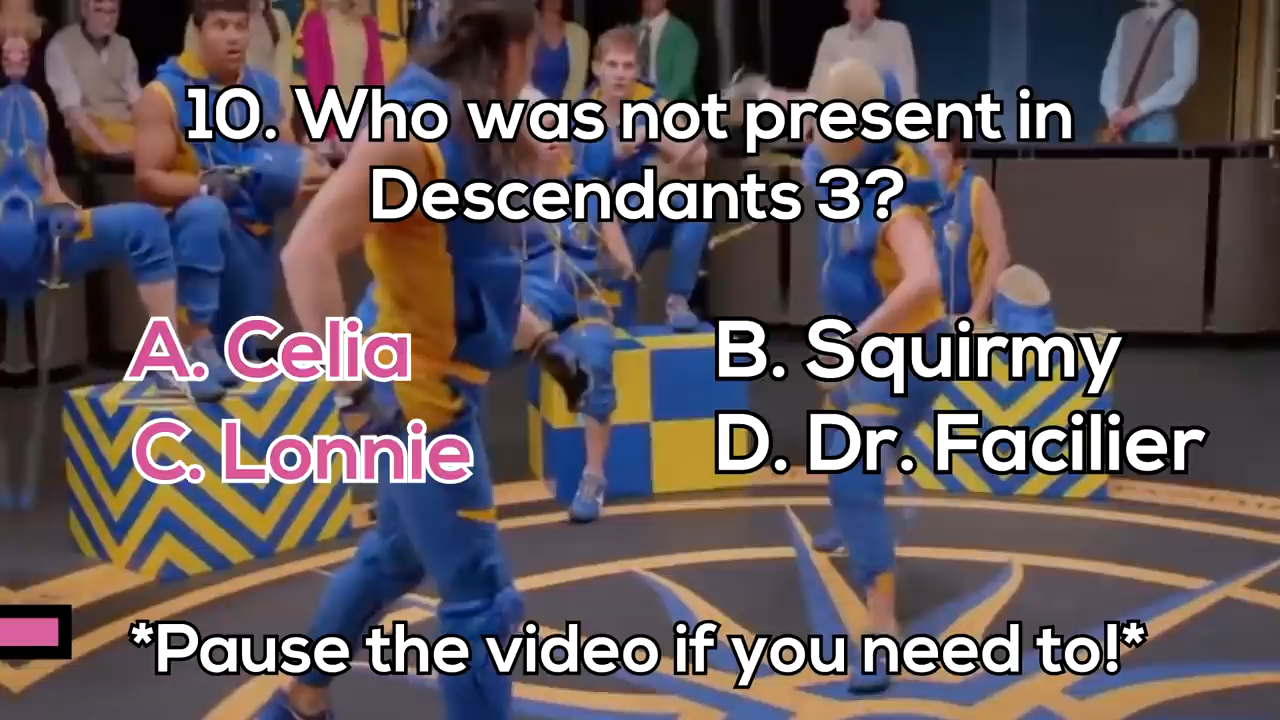 10. Who was not present in
Descendants 3?
A. Celia
B. Squirmy
C. Lonnie
D. Dr. Facilier
*Pause the video if you need to!*